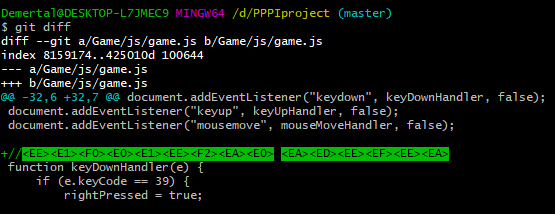 Demertal@DESKTOP-L7JMEC9 MINGW64 /d/PPPIproject (master)
$ git diff
diff --git a/Game/js/game.js b/Game/js/game.js
index 8159174..425010d 100644
--- a/Game/js/game.js
+++ b/Game/js/game.js
@@ -32,6 +32,7 @@ document.addEventListener("keydown", keyDownHandler, false);
 document.addEventListener("keyup", keyUpHandler, false);
 document.addEventListener("mousemove", mouseMoveHandler, false);
+//<EE><E1><F0><E0><E1><EE><F2><EA><E0> <EA><ED><EE><EF><EE><EA>
 function keyDownHandler(e) {
     if (e.keyCode == 39) {
         rightPressed = true;